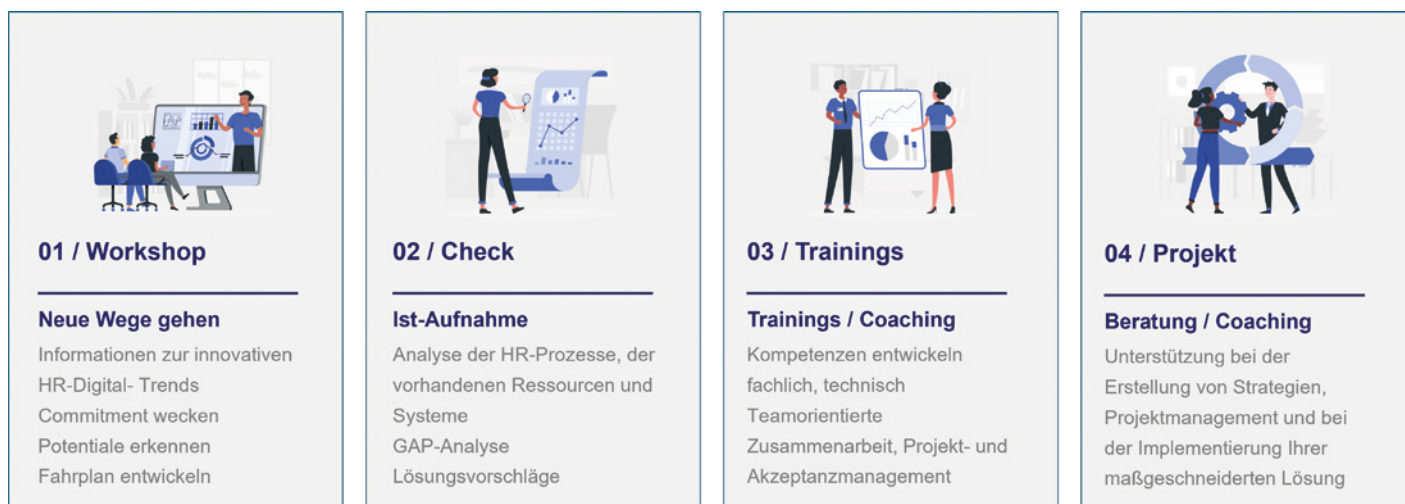 01 / Workshop
Neue Wege gehen
Informationen zur innovativen
HR-Digital- Trends
Commitment wecken
Potentiale erkennen
Fahrplan entwickeln
02 / Check
Ist-Aufnahme
Analyse der HR-Prozesse, der
vorhandenen Ressourcen und
Systeme
GAP-Analyse
Lösungsvorschläge
03 / Trainings
Trainings / Coaching
Kompetenzen entwickeln
fachlich, technisch
Teamorientierte
Zusammenarbeit, Projekt- und
Akzeptanzmanagement
04 / Projekt
Beratung / Coaching
Unterstützung bei der
Erstellung von Strategien,
Projektmanagement und bei
der Implementierung Ihrer
maßgeschneiderten Lösung